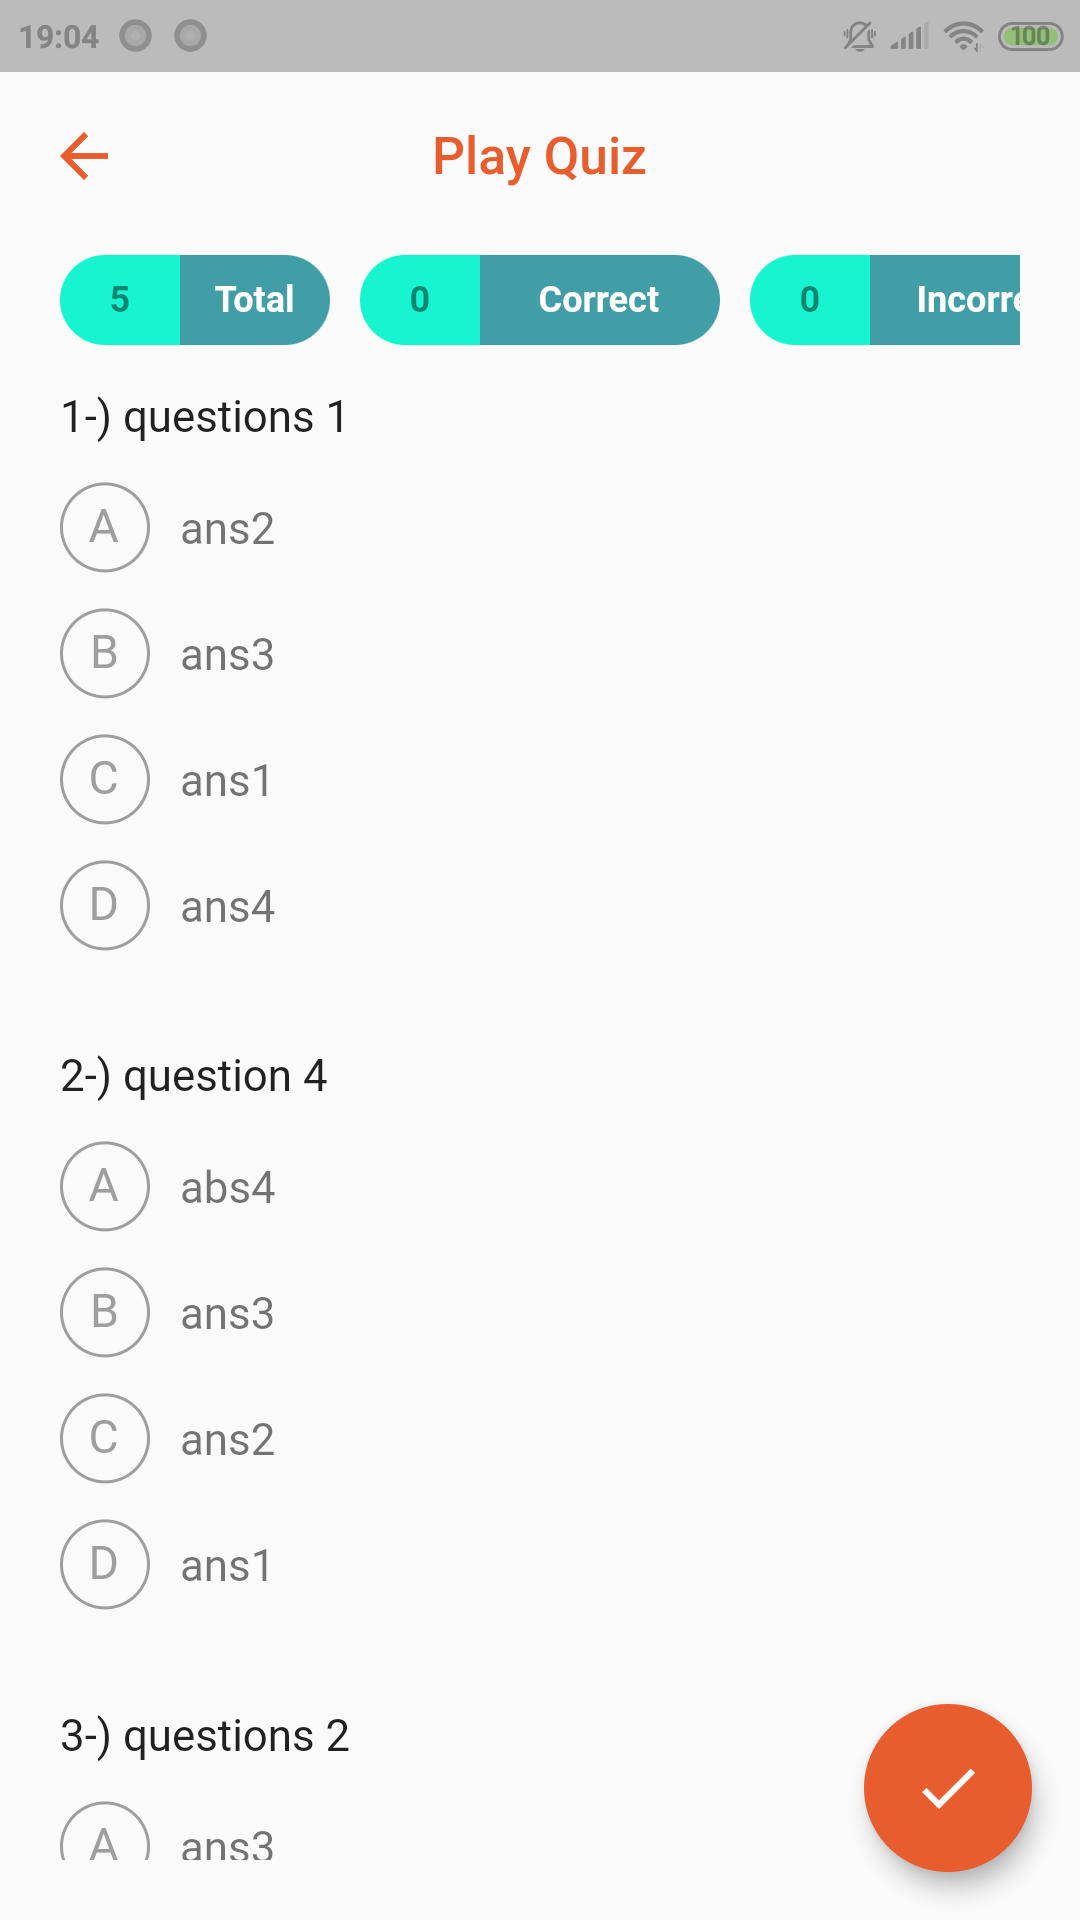 19:04 100
Play Quiz
5 Total 0 Correct 0 Incorre
1-) questions 1
A ans2
B ans3
C ans1
D ans4
2-) question 4
A abs4
B ans3
C ans2
D ans1
3-) questions 2
A ans3